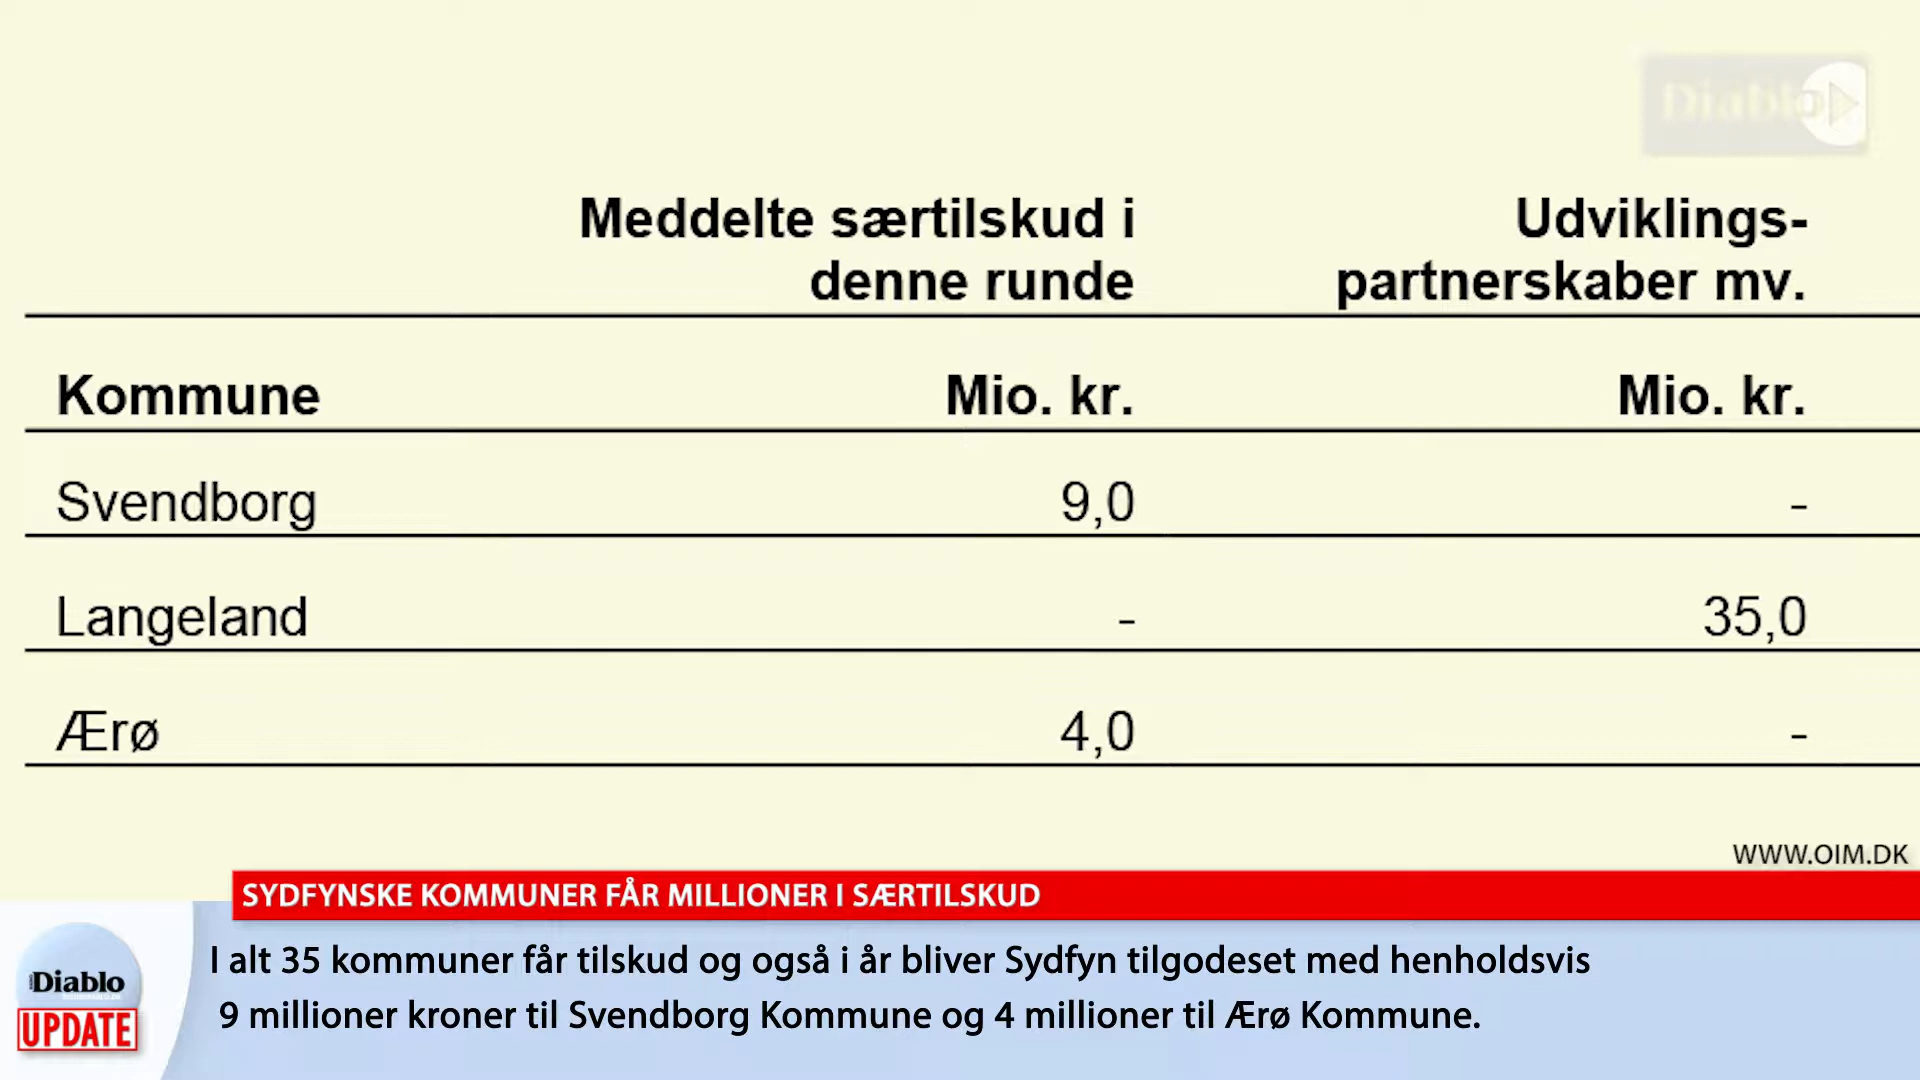 Diablo
Meddelte særtilskud i
denne runde
Udviklings-
partnerskaber mv.
Kommune Mio. kr. Mio. kr.
Svendborg 9,0 -
Langeland - 35,0
Ærø 4,0 -
WWW.OIM.DK
SYDFYNSKE KOMMUNER FÅR MILLIONER I SÆRTILSKUD
I alt 35 kommuner får tilskud og også i år bliver Sydfyn tilgodeset med henholdsvis
9 millioner kroner til Svendborg Kommune og 4 millioner til Ærø Kommune.
Diablo
UPDATE